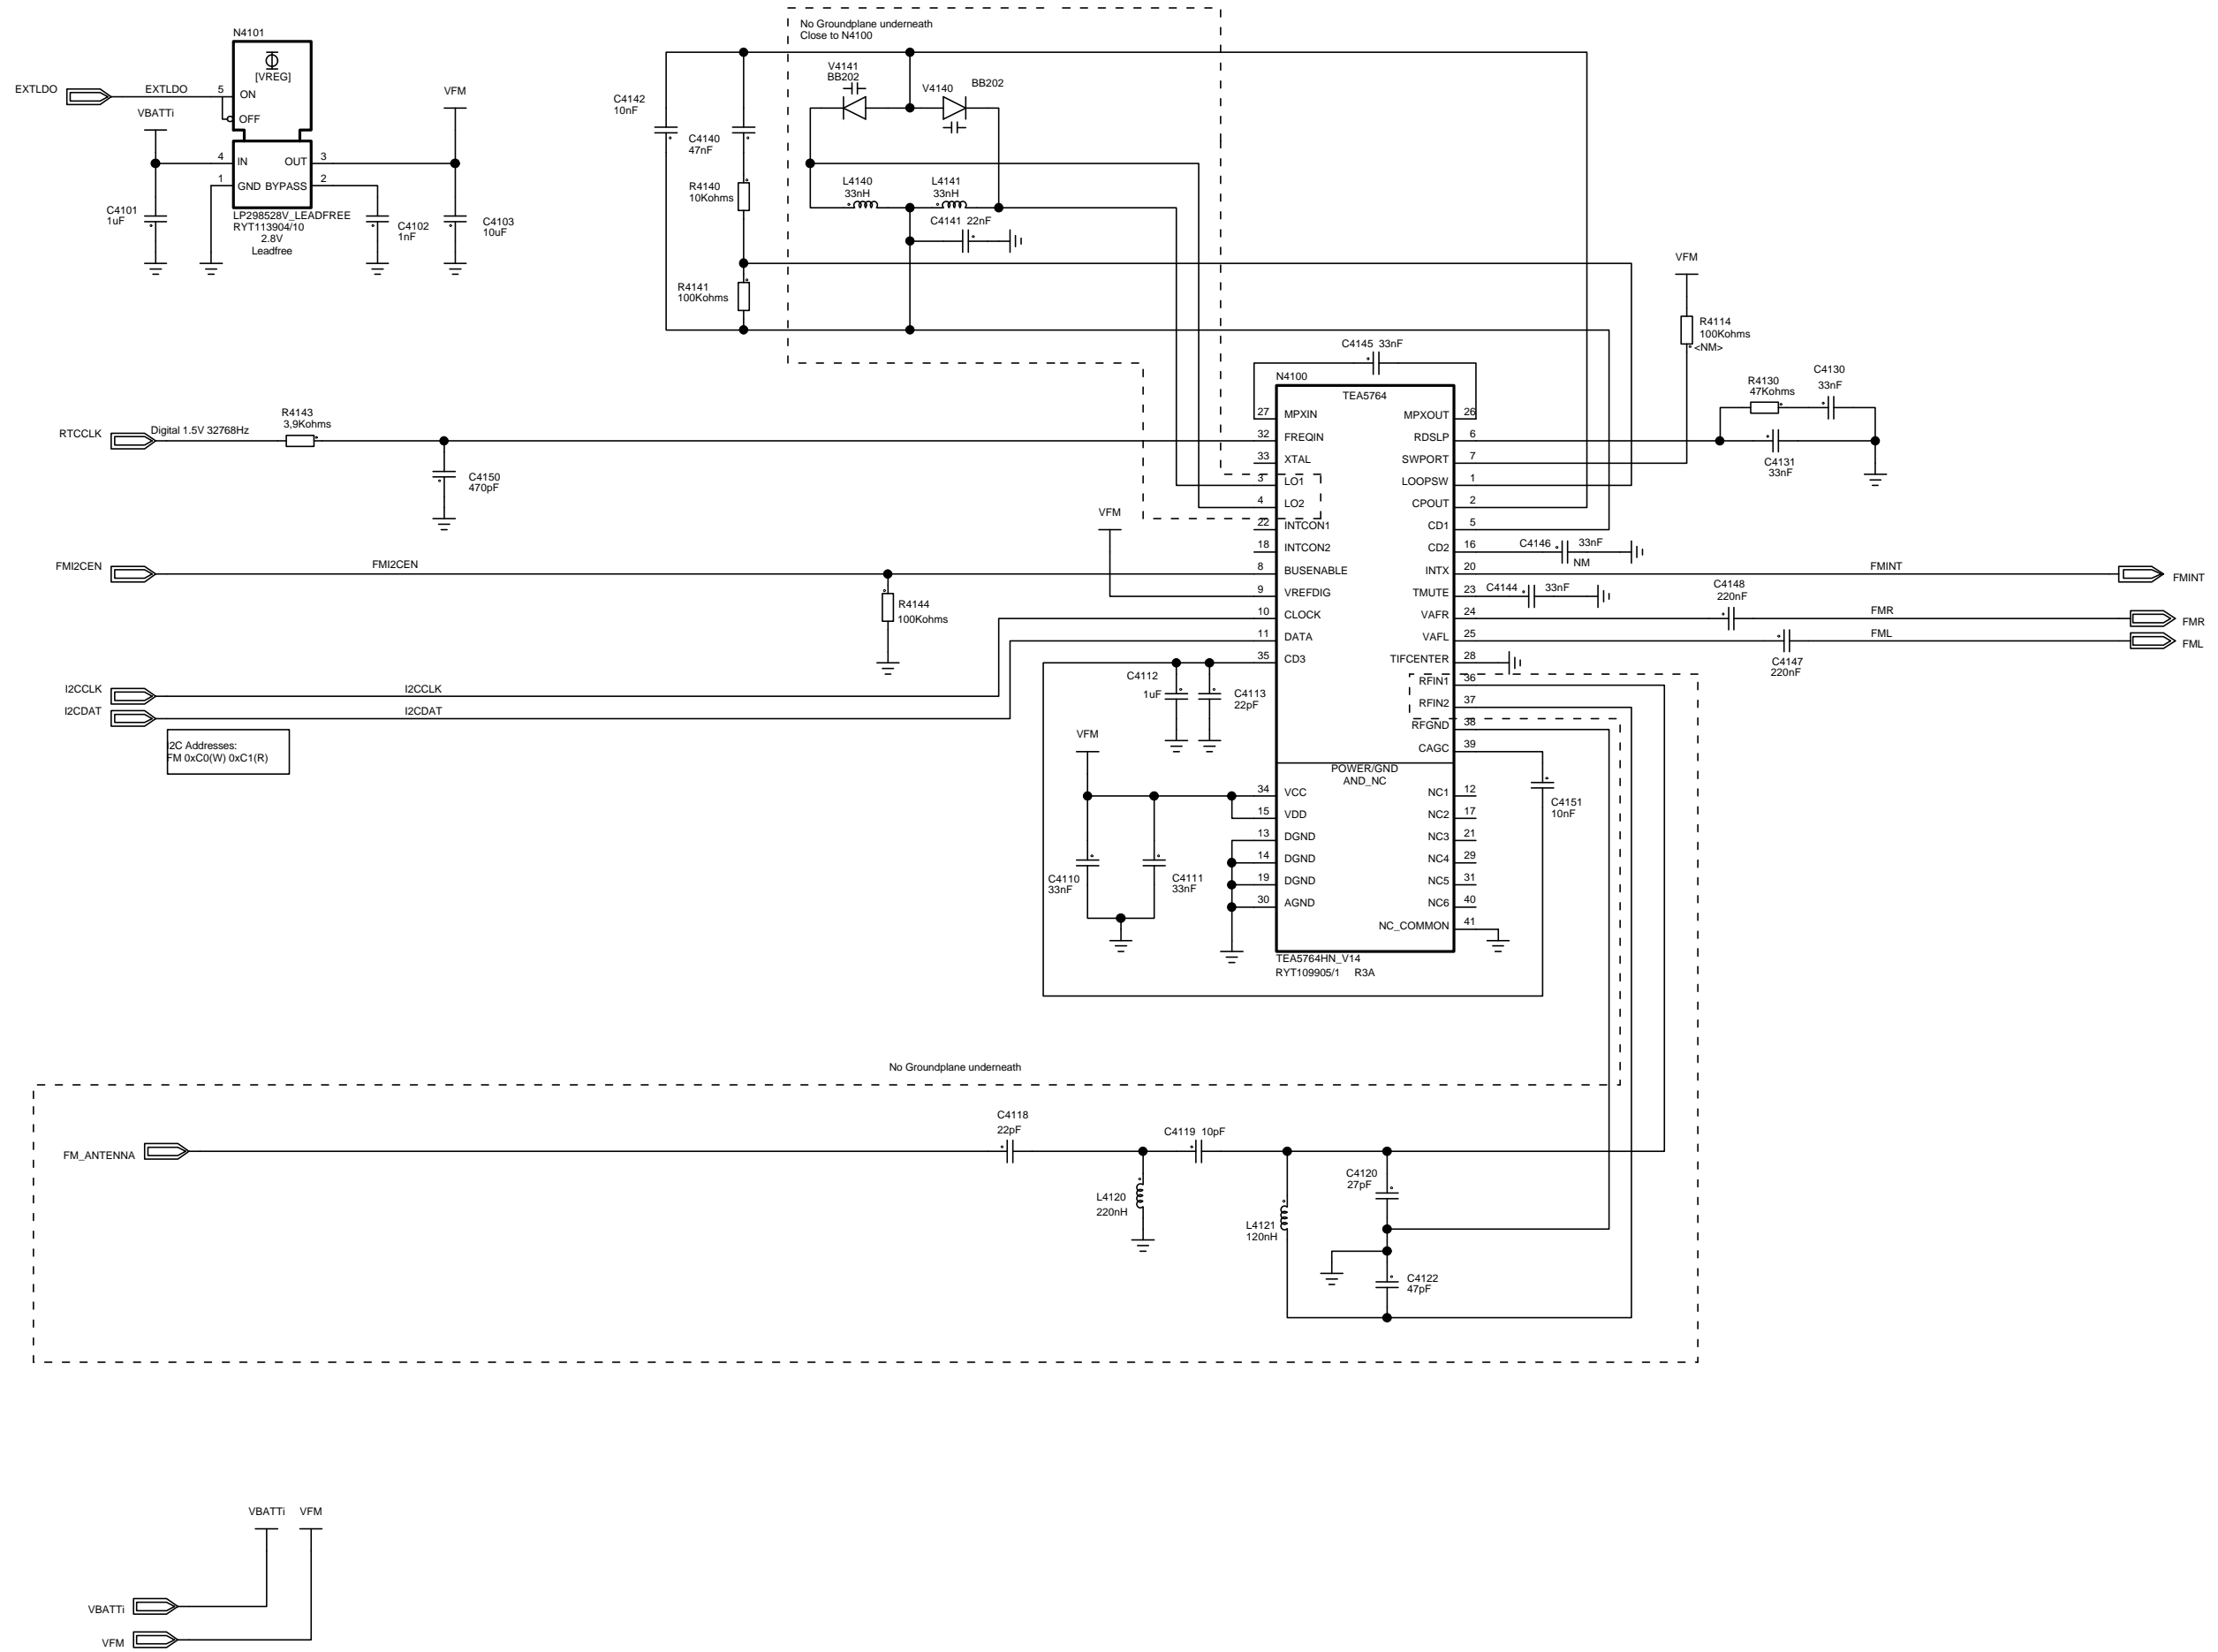 No Groundplane underneath
Close to N4100
N4101
[VREG]
EXTLDO
EXTLDO
5
ON
OFF
VBATTi
VFM
4
IN
OUT
3
1
GND
BYPASS
2
C4101
1uF
LP298528V_LEADFREE
RYT113904/10
2.8V
Leadfree
C4102
1nF
C4103
10uF
C4142
10nF
C4140
47nF
R4140
10Kohms
R4141
100Kohms
V4141
BB202
V4140
BB202
L4140
33nH
L4141
33nH
C4141 22nF
VFM
R4114
100Kohms
<NM>
R4130
47Kohms
C4130
33nF
C4131
33nF
C4145 33nF
N4100
TEA5764
RTCCLK
Digital 1.5V 32768Hz
R4143
3,9Kohms
C4150
470pF
27
MPXIN
MPXOUT
26
32
FREQIN
RDSLP
6
33
XTAL
SWPORT
7
3
LO1
LOOPSW
1
4
LO2
CPOUT
2
22
INTCON1
CD1
5
18
INTCON2
CD2
16
8
BUSENABLE
INTX
20
9
VREFDIG
TMUTE
23
10
CLOCK
VAFR
24
11
DATA
VAFL
25
35
CD3
TIFCENTER
28
RFIN1
36
RFIN2
37
RFGND
38
CAGC
39
POWER/GND
AND_NC
34
VCC
NC1
12
15
VDD
NC2
17
13
DGND
NC3
21
14
DGND
NC4
29
19
DGND
NC5
31
30
AGND
NC6
40
NC_COMMON
41
TEA5764HN_V14
RYT109905/1 R3A
VFM
FMI2CEN
FMI2CEN
R4144
100Kohms
I2CCLK
I2CCLK
I2CDAT
I2CDAT
I2C Addresses:
FM 0xC0(W) 0xC1(R)
C4112
1uF
C4113
22pF
VFM
C4110
33nF
C4111
33nF
C4146
33nF
NM
C4144
33nF
C4148
220nF
C4147
220nF
FMINT
FMINT
FMR
FMR
FML
FML
C4151
10nF
No Groundplane underneath
FM_ANTENNA
C4118
22pF
C4119 10pF
L4120
220nH
L4121
120nH
C4120
27pF
C4122
47pF
VBATTi
VFM
VBATTi
VFM